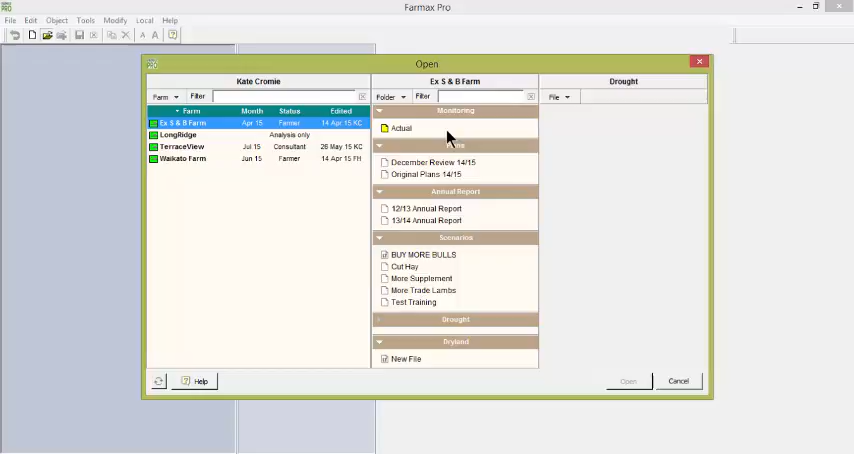 PRO
Farmax Pro
File Edit Object Tools Modify Local Help
A A
PRO
Open
Kate Cromie
Ex S & B Farm
Drought
Farm
Filter
Folder
Filter
File
Farm Month Status Edited
Ex S & B Farm Apr 15 Farmer 14 Apr 15 KC
LongRidge Analysis only
TerraceView Jul 15 Consultant 26 May 15 KC
Waikato Farm Jun 15 Farmer 14 Apr 15 FH
Monitoring
Actual
December Review 14/15
Original Plans 14/15
Annual Report
12/13 Annual Report
13/14 Annual Report
Scenarios
BUY MORE BULLS
Cut Hay
More Supplement
More Trade Lambs
Test Training
Drought
Dryland
New File
Help
Open
Cancel